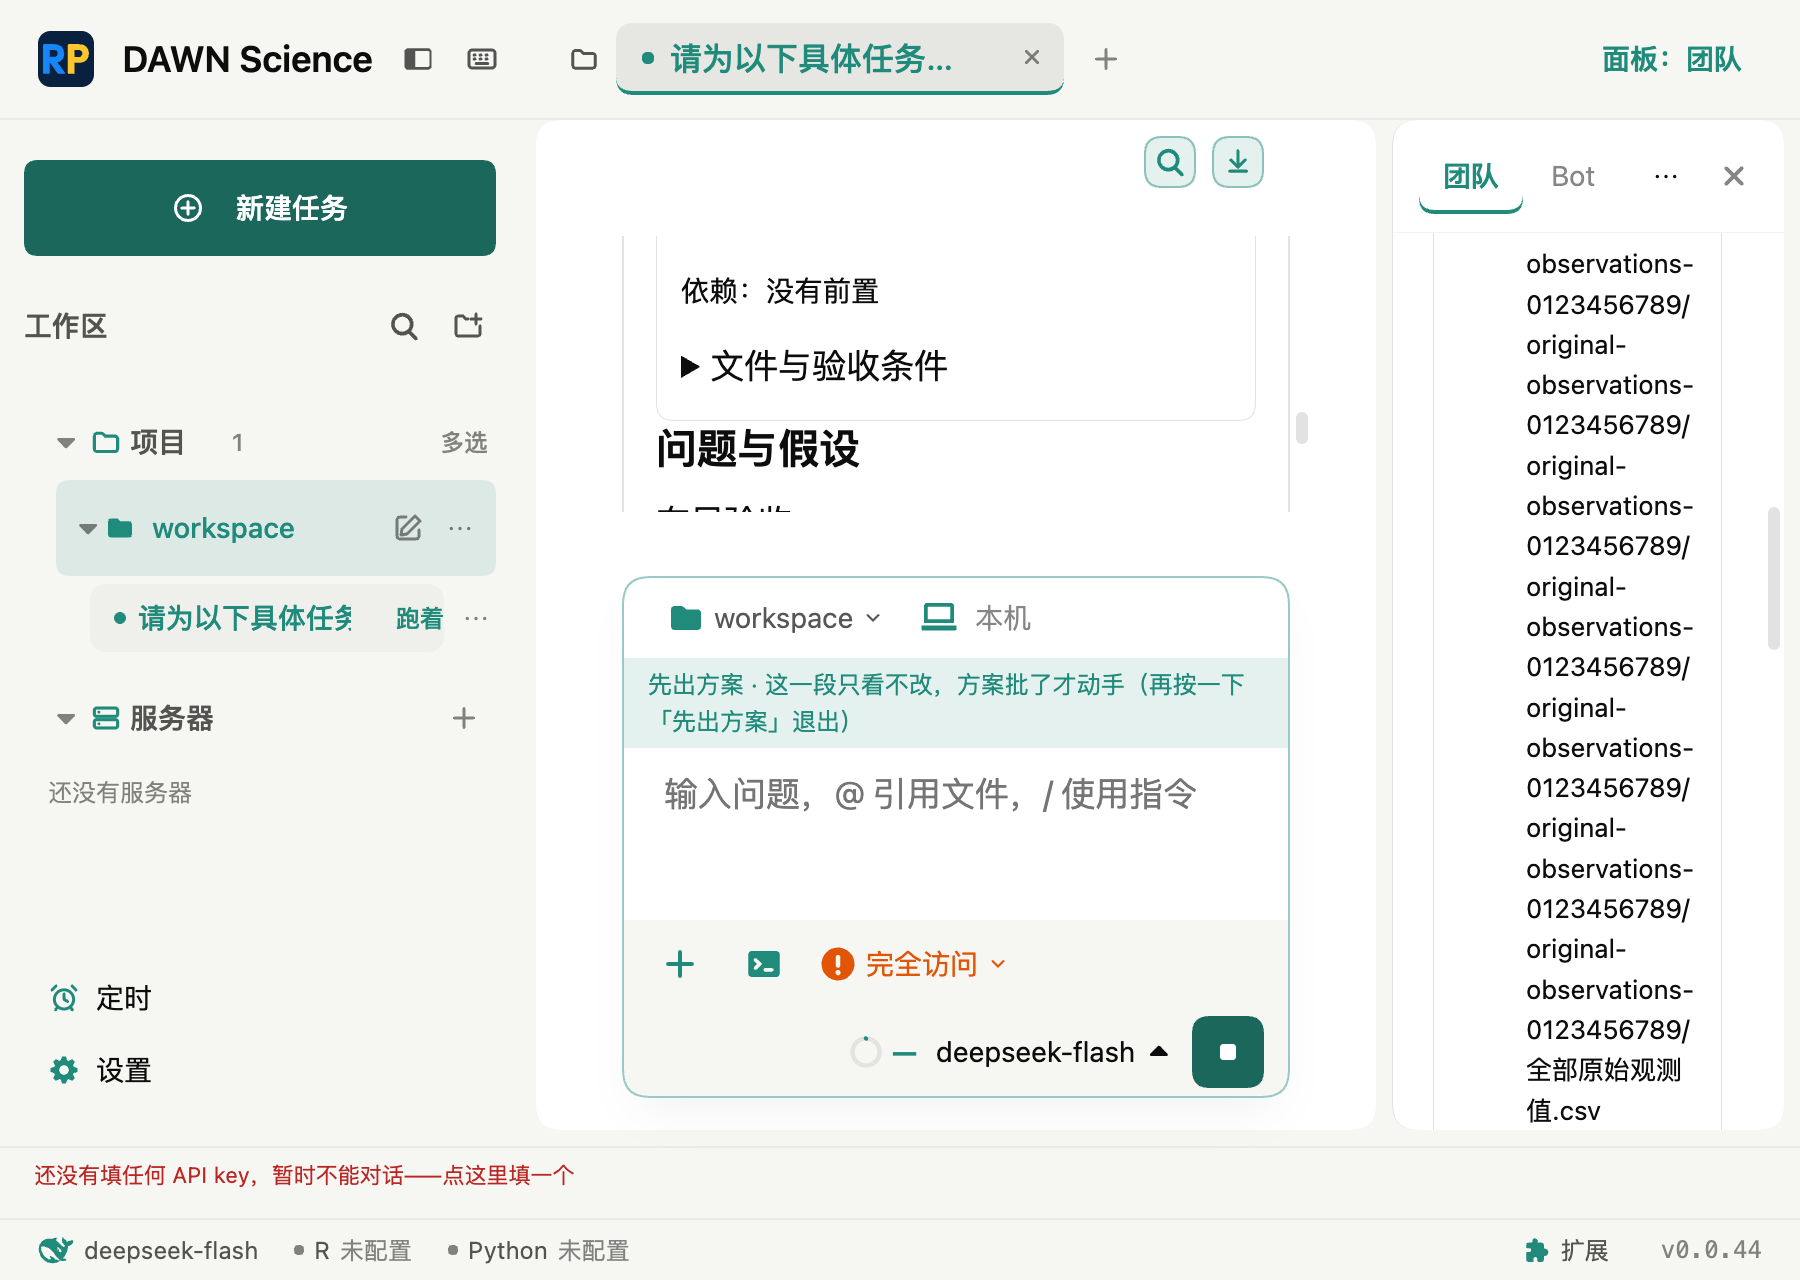 RP
DAWN Science
请为以下具体任务...
面板：团队
新建任务
工作区
项目 1 多选
workspace
请为以下具体任务 跑着
服务器
还没有服务器
定时
设置
依赖：没有前置
文件与验收条件
问题与假设
workspace 本机
先出方案 · 这一段只看不改，方案批了才动手（再按一下
「先出方案」退出）
输入问题，@ 引用文件，/ 使用指令
完全访问
deepseek-flash
团队 Bot
observations-
0123456789/
original-
observations-
0123456789/
original-
observations-
0123456789/
original-
observations-
0123456789/
original-
observations-
0123456789/
original-
observations-
0123456789/
original-
observations-
0123456789/
全部原始观测
值.csv
还没有填任何 API key，暂时不能对话——点这里填一个
deepseek-flash R 未配置 Python 未配置
扩展 v0.0.44